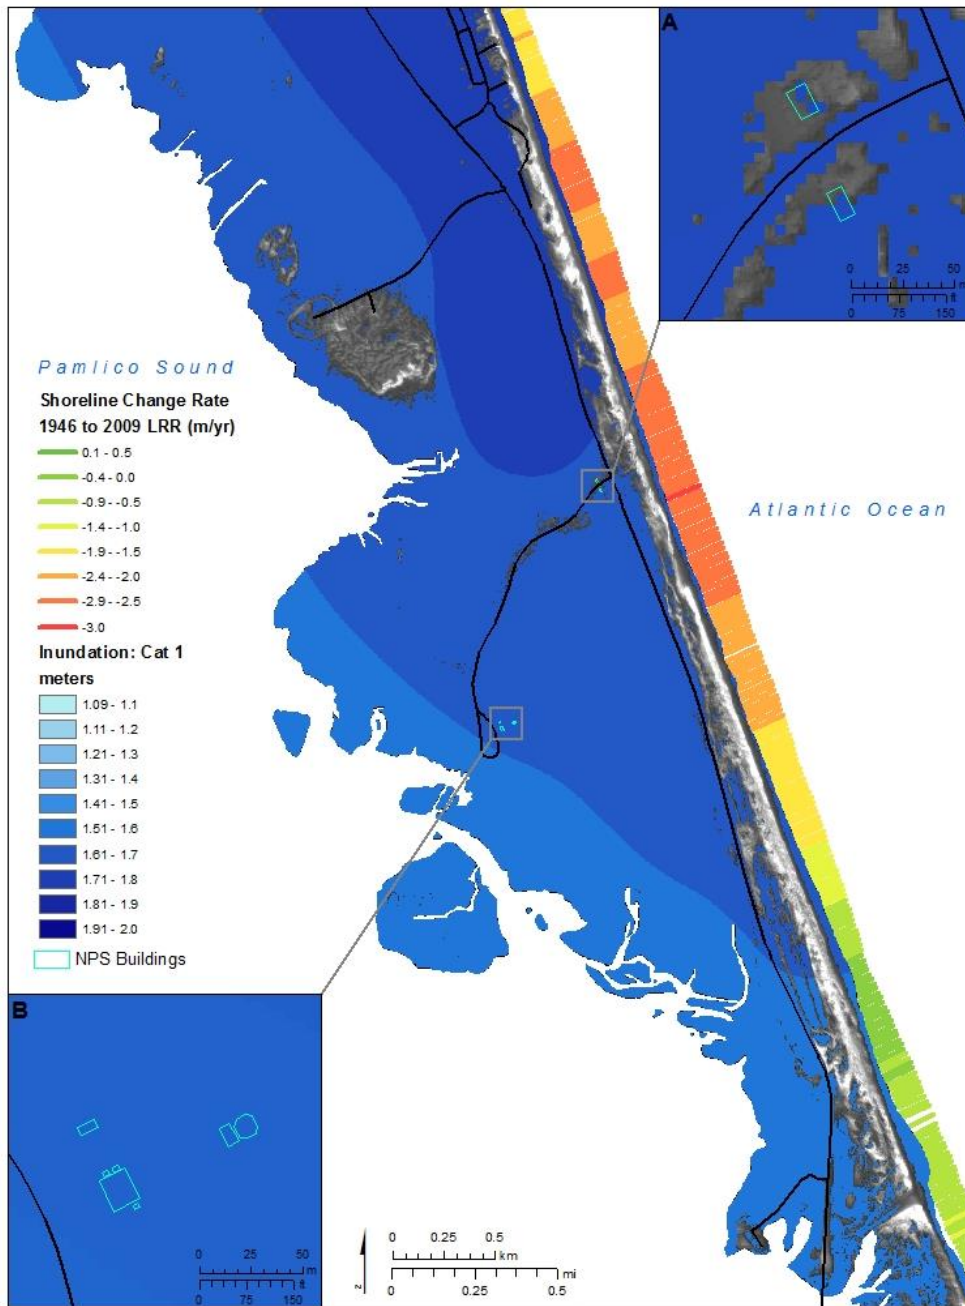 A
0 25 50
m
ft
0 75 150
Pamlico Sound
Shoreline Change Rate
1946 to 2009 LRR (m/yr)
0.1 - 0.5
-0.4 - 0.0
-0.9 - -0.5
-1.4 - -1.0
-1.9 - -1.5
-2.4 - -2.0
-2.9 - -2.5
-3.0
Atlantic Ocean
Inundation: Cat 1
meters
1.09 - 1.1
1.11 - 1.2
1.21 - 1.3
1.31 - 1.4
1.41 - 1.5
1.51 - 1.6
1.61 - 1.7
1.71 - 1.8
1.81 - 1.9
1.91 - 2.0
NPS Buildings
B
0 25 50
m
ft
0 75 150
z
0 0.25 0.5
km
mi
0 0.25 0.5